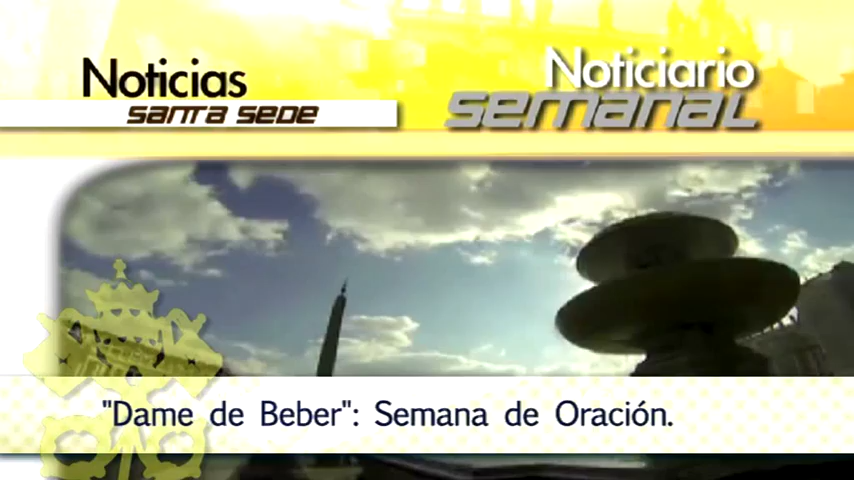 Noticias
Santa Sede
Noticiario
Semanal
"Dame de Beber": Semana de Oración.